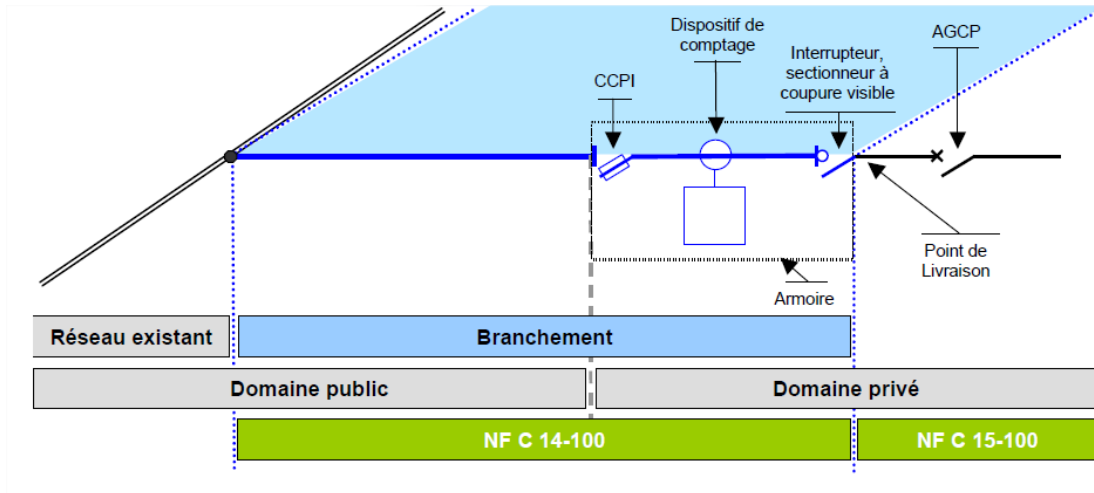 Dispositif de
comptage
AGCP
Interrupteur,
sectionneur à
coupure visible
CCPI
Point de
Livraison
Armoire
Réseau existant
Branchement
Domaine public
Domaine privé
NF C 14-100
NF C 15-100